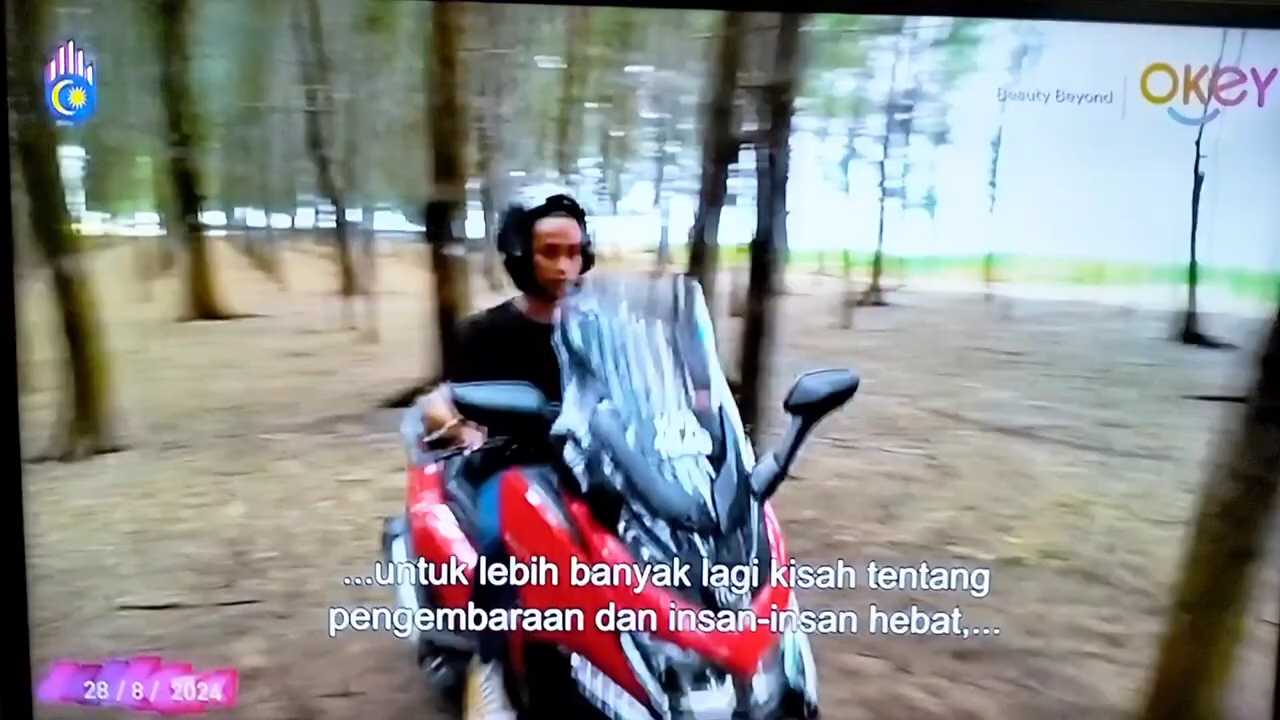 Beauty Beyond
OKEY
...untuk lebih banyak lagi kisah tentang
pengembaraan dan insan-insan hebat,...
28 / 8 / 2024